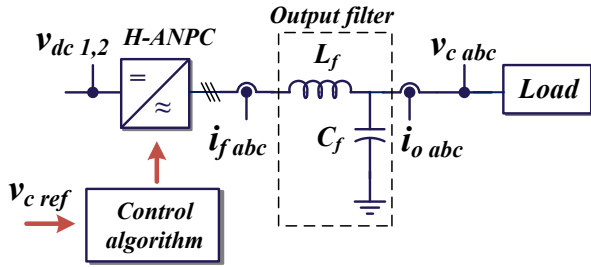 Output filter
v_dc 1,2
H-ANPC
L_f
v_c abc
=
≈
Load
i_f abc
C_f
i_o abc
v_c ref
Control
algorithm